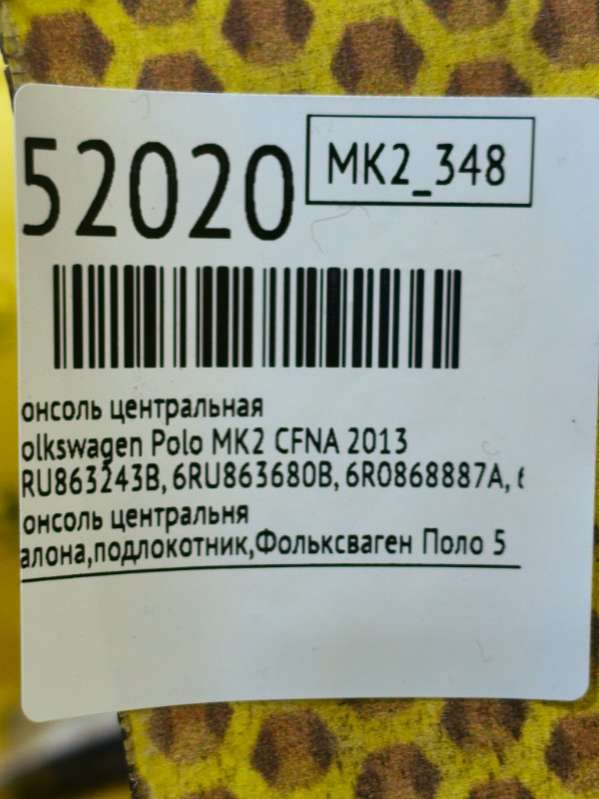 52020
MK2_348
онсоль центральная
olkswagen Polo MK2 CFNA 2013
RU863243B, 6RU863680B, 6R0868887A,
онсоль центральня
алона,подлокотник,Фольксваген Поло 5